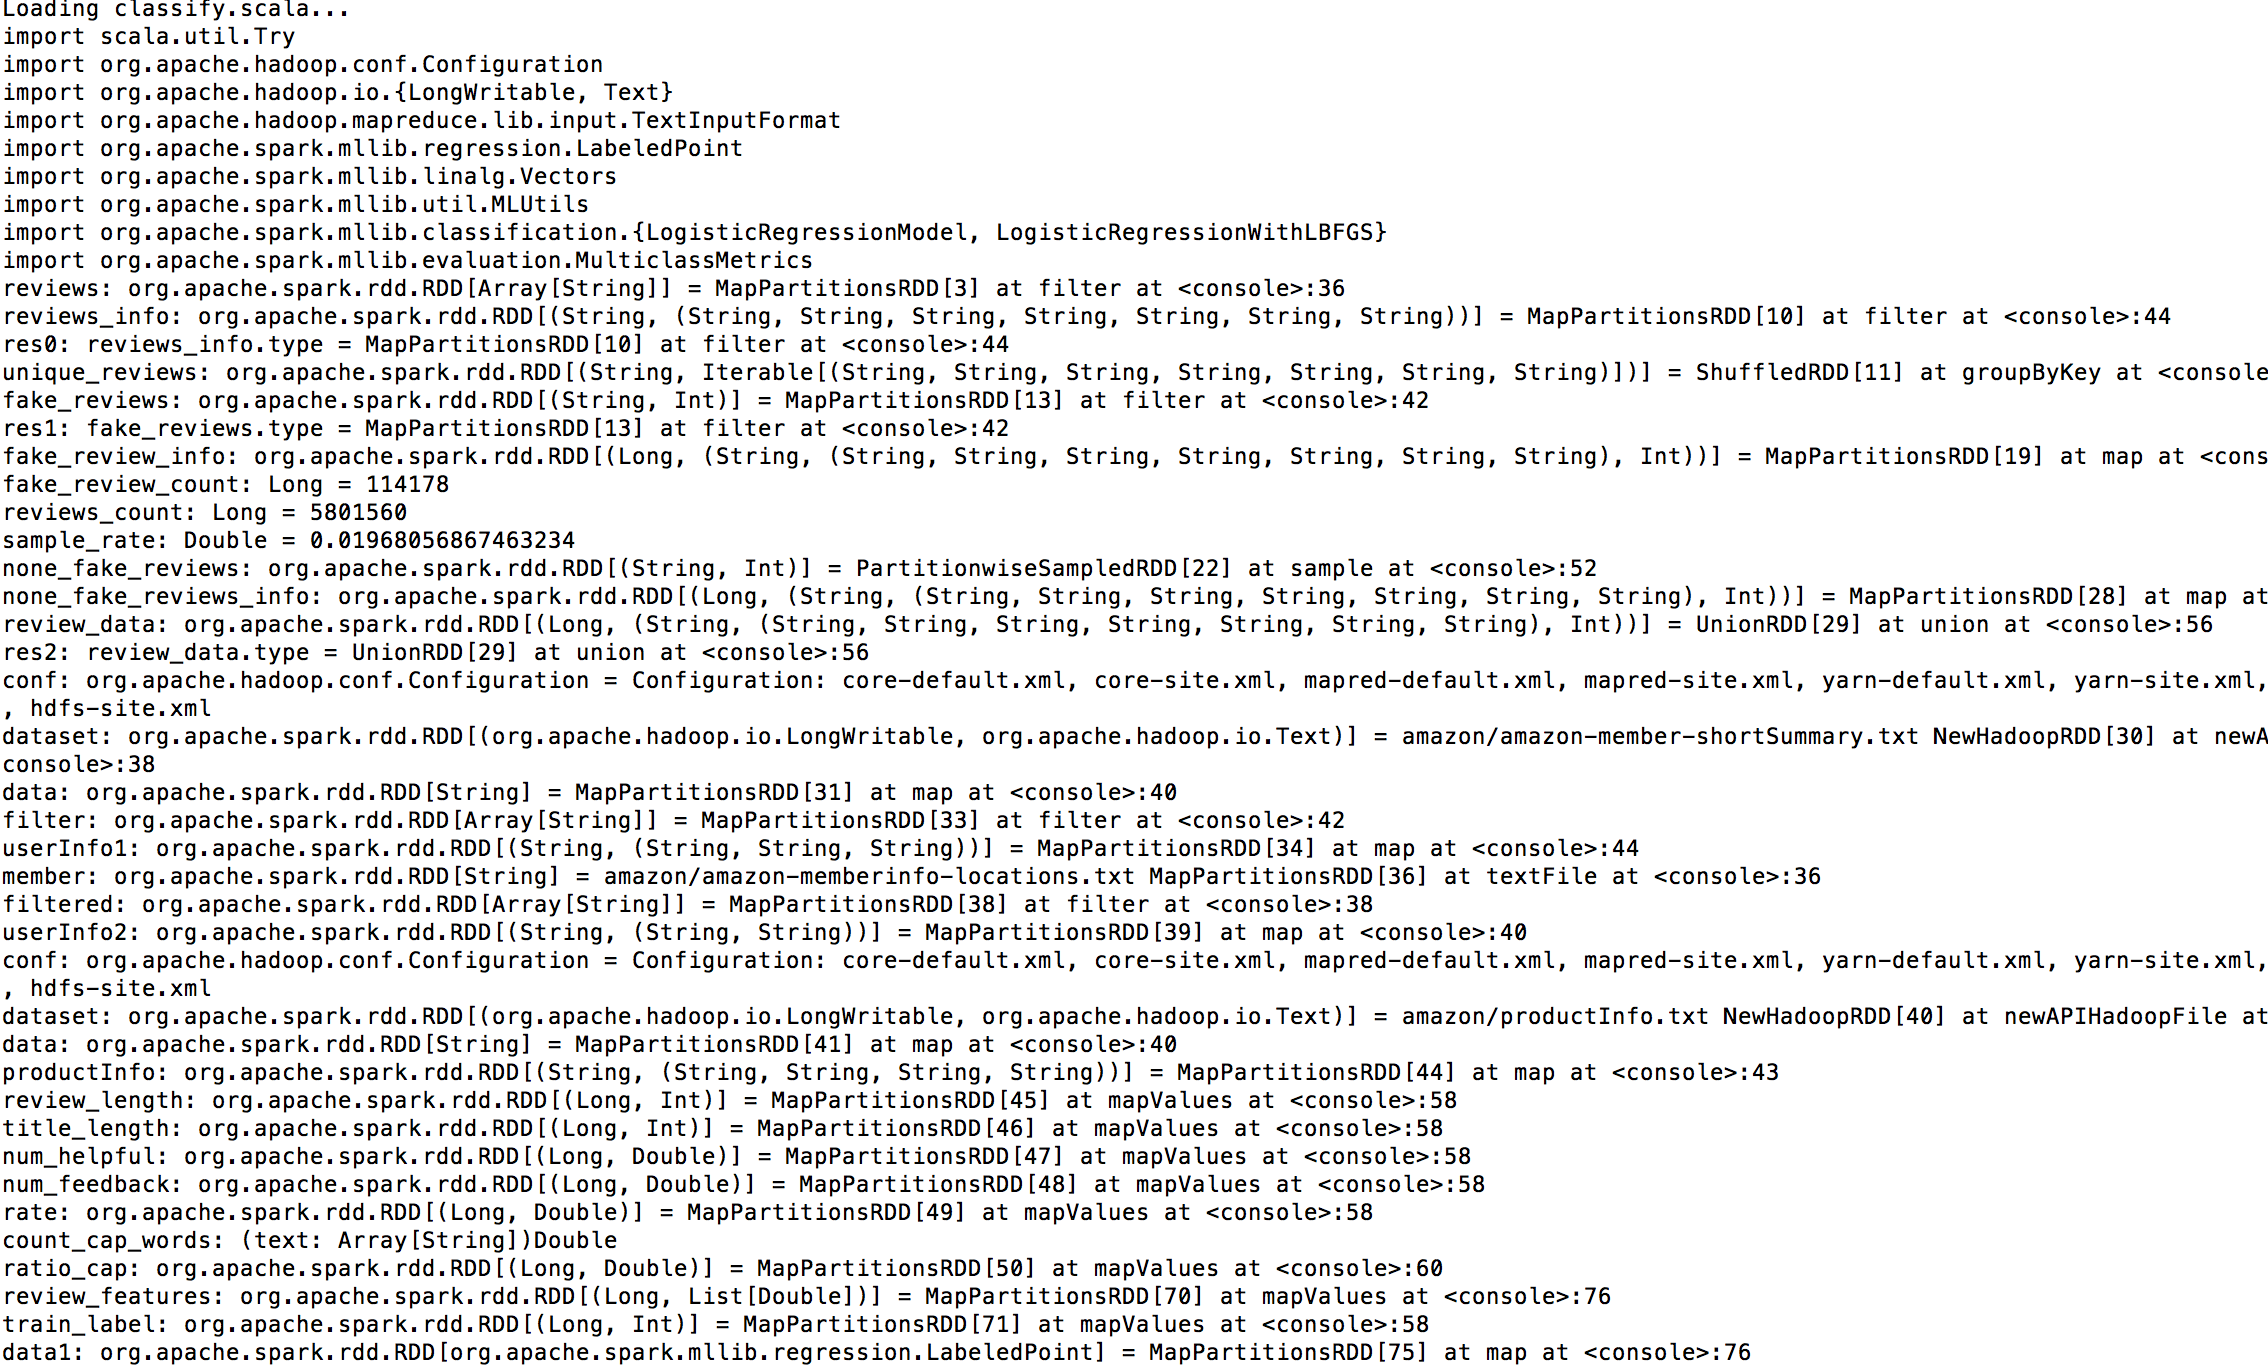 Loading classify.scala...
import scala.util.Try
import org.apache.hadoop.conf.Configuration
import org.apache.hadoop.io.{LongWritable, Text}
import org.apache.hadoop.mapreduce.lib.input.TextInputFormat
import org.apache.spark.mllib.regression.LabeledPoint
import org.apache.spark.mllib.linalg.Vectors
import org.apache.spark.mllib.util.MLUtils
import org.apache.spark.mllib.classification.{LogisticRegressionModel, LogisticRegressionWithLBFGS}
import org.apache.spark.mllib.evaluation.MulticlassMetrics
reviews: org.apache.spark.rdd.RDD[Array[String]] = MapPartitionsRDD[3] at filter at <console>:36
reviews_info: org.apache.spark.rdd.RDD[(String, (String, String, String, String, String, String, String))] = MapPartitionsRDD[10] at filter at <console>:44
res0: reviews_info.type = MapPartitionsRDD[10] at filter at <console>:44
unique_reviews: org.apache.spark.rdd.RDD[(String, Iterable[(String, String, String, String, String, String, String)])] = ShuffledRDD[11] at groupByKey at <console
fake_reviews: org.apache.spark.rdd.RDD[(String, Int)] = MapPartitionsRDD[13] at filter at <console>:42
res1: fake_reviews.type = MapPartitionsRDD[13] at filter at <console>:42
fake_review_info: org.apache.spark.rdd.RDD[(Long, (String, (String, String, String, String, String, String, String), Int))] = MapPartitionsRDD[19] at map at <cons
fake_review_count: Long = 114178
reviews_count: Long = 5801560
sample_rate: Double = 0.01968056867463234
none_fake_reviews: org.apache.spark.rdd.RDD[(String, Int)] = PartitionwiseSampledRDD[22] at sample at <console>:52
none_fake_reviews_info: org.apache.spark.rdd.RDD[(Long, (String, (String, String, String, String, String, String, String), Int))] = MapPartitionsRDD[28] at map at
review_data: org.apache.spark.rdd.RDD[(Long, (String, (String, String, String, String, String, String, String), Int))] = UnionRDD[29] at union at <console>:56
res2: review_data.type = UnionRDD[29] at union at <console>:56
conf: org.apache.hadoop.conf.Configuration = Configuration: core-default.xml, core-site.xml, mapred-default.xml, mapred-site.xml, yarn-default.xml, yarn-site.xml,
, hdfs-site.xml
dataset: org.apache.spark.rdd.RDD[(org.apache.hadoop.io.LongWritable, org.apache.hadoop.io.Text)] = amazon/amazon-member-shortSummary.txt NewHadoopRDD[30] at newA
console>:38
data: org.apache.spark.rdd.RDD[String] = MapPartitionsRDD[31] at map at <console>:40
filter: org.apache.spark.rdd.RDD[Array[String]] = MapPartitionsRDD[33] at filter at <console>:42
userInfo1: org.apache.spark.rdd.RDD[(String, (String, String, String))] = MapPartitionsRDD[34] at map at <console>:44
member: org.apache.spark.rdd.RDD[String] = amazon/amazon-memberinfo-locations.txt MapPartitionsRDD[36] at textFile at <console>:36
filtered: org.apache.spark.rdd.RDD[Array[String]] = MapPartitionsRDD[38] at filter at <console>:38
userInfo2: org.apache.spark.rdd.RDD[(String, (String, String))] = MapPartitionsRDD[39] at map at <console>:40
conf: org.apache.hadoop.conf.Configuration = Configuration: core-default.xml, core-site.xml, mapred-default.xml, mapred-site.xml, yarn-default.xml, yarn-site.xml,
, hdfs-site.xml
dataset: org.apache.spark.rdd.RDD[(org.apache.hadoop.io.LongWritable, org.apache.hadoop.io.Text)] = amazon/productInfo.txt NewHadoopRDD[40] at newAPIHadoopFile at
data: org.apache.spark.rdd.RDD[String] = MapPartitionsRDD[41] at map at <console>:40
productInfo: org.apache.spark.rdd.RDD[(String, (String, String, String, String))] = MapPartitionsRDD[44] at map at <console>:43
review_length: org.apache.spark.rdd.RDD[(Long, Int)] = MapPartitionsRDD[45] at mapValues at <console>:58
title_length: org.apache.spark.rdd.RDD[(Long, Int)] = MapPartitionsRDD[46] at mapValues at <console>:58
num_helpful: org.apache.spark.rdd.RDD[(Long, Double)] = MapPartitionsRDD[47] at mapValues at <console>:58
num_feedback: org.apache.spark.rdd.RDD[(Long, Double)] = MapPartitionsRDD[48] at mapValues at <console>:58
rate: org.apache.spark.rdd.RDD[(Long, Double)] = MapPartitionsRDD[49] at mapValues at <console>:58
count_cap_words: (text: Array[String])Double
ratio_cap: org.apache.spark.rdd.RDD[(Long, Double)] = MapPartitionsRDD[50] at mapValues at <console>:60
review_features: org.apache.spark.rdd.RDD[(Long, List[Double])] = MapPartitionsRDD[70] at mapValues at <console>:76
train_label: org.apache.spark.rdd.RDD[(Long, Int)] = MapPartitionsRDD[71] at mapValues at <console>:58
data1: org.apache.spark.rdd.RDD[org.apache.spark.mllib.regression.LabeledPoint] = MapPartitionsRDD[75] at map at <console>:76